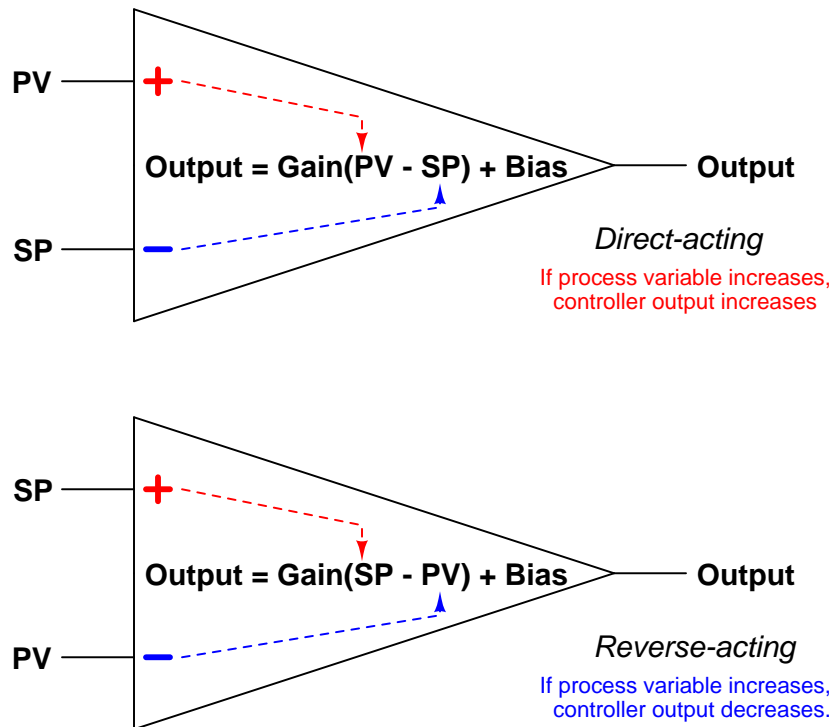 PV
+
Output = Gain(PV - SP) + Bias
Output
SP
−
Direct-acting
If process variable increases,
controller output increases
SP
+
Output = Gain(SP - PV) + Bias
Output
PV
−
Reverse-acting
If process variable increases,
controller output decreases.